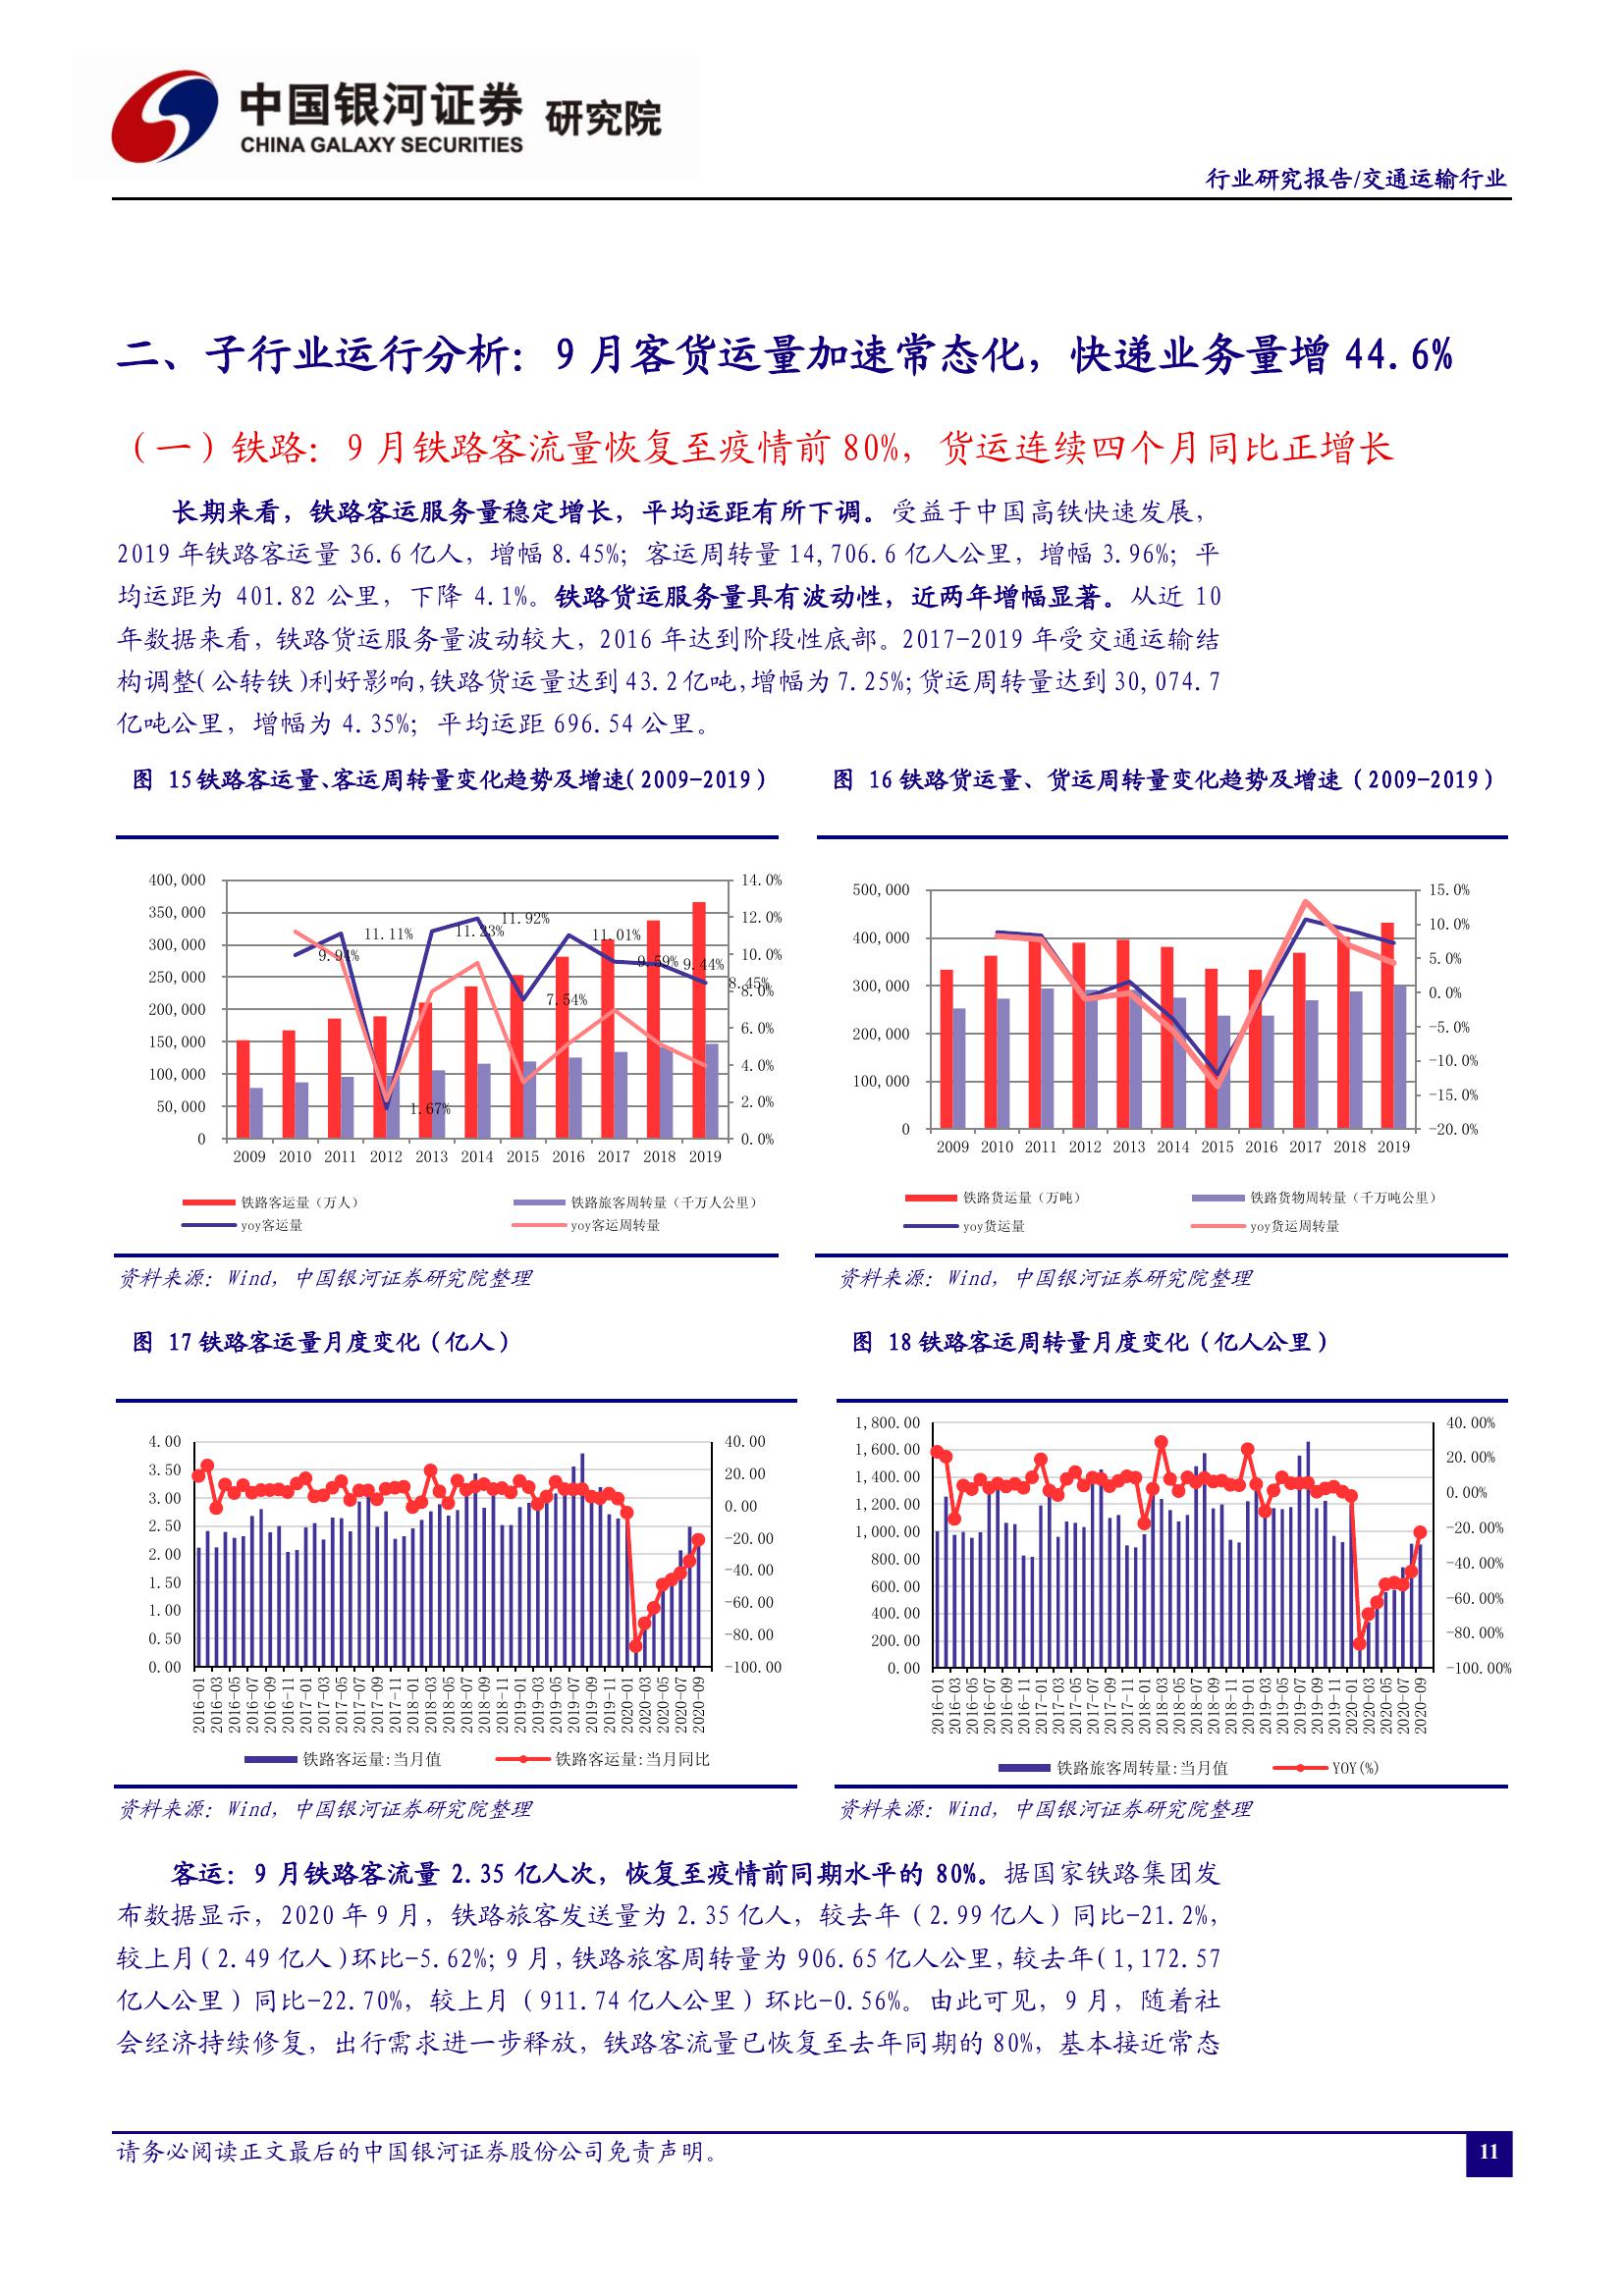 中国银河证券 研究院
CHINA GALAXY SECURITIES
行业研究报告/交通运输行业
二、子行业运行分析：9 月客货运量加速常态化，快递业务量增 44.6%
（一）铁路：9 月铁路客流量恢复至疫情前 80%，货运连续四个月同比正增长
长期来看，铁路客运服务量稳定增长，平均运距有所下调。受益于中国高铁快速发展，
2019 年铁路客运量 36.6 亿人，增幅 8.45%；客运周转量 14,706.6 亿人公里，增幅 3.96%；平
均运距为 401.82 公里，下降 4.1%。铁路货运服务量具有波动性，近两年增幅显著。从近 10
年数据来看，铁路货运服务量波动较大，2016 年达到阶段性底部。2017-2019 年受交通运输结
构调整(公转铁)利好影响，铁路货运量达到 43.2 亿吨，增幅为 7.25%；货运周转量达到 30,074.7
亿吨公里，增幅为 4.35%；平均运距 696.54 公里。
图 15 铁路客运量、客运周转量变化趋势及增速（2009-2019）
400,000
350,000
300,000
250,000
200,000
150,000
100,000
50,000
0
14.0%
12.0%
10.0%
8.0%
6.0%
4.0%
2.0%
0.0%
9.94%
11.11%
1.67%
11.23%
11.92%
7.54%
11.01%
9.59%
9.44%
8.45%
2009 2010 2011 2012 2013 2014 2015 2016 2017 2018 2019
铁路客运量（万人） 铁路旅客周转量（千万人公里）
yoy客运量 yoy客运周转量
资料来源：Wind，中国银河证券研究院整理
图 16 铁路货运量、货运周转量变化趋势及增速（2009-2019）
500,000
400,000
300,000
200,000
100,000
0
15.0%
10.0%
5.0%
0.0%
-5.0%
-10.0%
-15.0%
-20.0%
2009 2010 2011 2012 2013 2014 2015 2016 2017 2018 2019
铁路货运量（万吨） 铁路货物周转量（千万吨公里）
yoy货运量 yoy货运周转量
资料来源：Wind，中国银河证券研究院整理
图 17 铁路客运量月度变化（亿人）
4.00
3.50
3.00
2.50
2.00
1.50
1.00
0.50
0.00
40.00
20.00
0.00
-20.00
-40.00
-60.00
-80.00
-100.00
2016-01 2016-03 2016-05 2016-07 2016-09 2016-11 2017-01 2017-03 2017-05 2017-07 2017-09 2017-11 2018-01 2018-03 2018-05 2018-07 2018-09 2018-11 2019-01 2019-03 2019-05 2019-07 2019-09 2019-11 2020-01 2020-03 2020-05 2020-07 2020-09
铁路客运量:当月值 铁路客运量:当月同比
资料来源：Wind，中国银河证券研究院整理
图 18 铁路客运周转量月度变化（亿人公里）
1,800.00
1,600.00
1,400.00
1,200.00
1,000.00
800.00
600.00
400.00
200.00
0.00
40.00%
20.00%
0.00%
-20.00%
-40.00%
-60.00%
-80.00%
-100.00%
2016-01 2016-03 2016-05 2016-07 2016-09 2016-11 2017-01 2017-03 2017-05 2017-07 2017-09 2017-11 2018-01 2018-03 2018-05 2018-07 2018-09 2018-11 2019-01 2019-03 2019-05 2019-07 2019-09 2019-11 2020-01 2020-03 2020-05 2020-07 2020-09
铁路旅客周转量:当月值 YOY(%)
资料来源：Wind，中国银河证券研究院整理
客运：9 月铁路客流量 2.35 亿人次，恢复至疫情前同期水平的 80%。据国家铁路集团发
布数据显示，2020 年 9 月，铁路旅客发送量为 2.35 亿人，较去年（2.99 亿人）同比-21.2%，
较上月(2.49 亿人)环比-5.62%；9 月，铁路旅客周转量为 906.65 亿人公里，较去年(1,172.57
亿人公里）同比-22.70%，较上月（911.74 亿人公里）环比-0.56%。由此可见，9 月，随着社
会经济持续修复，出行需求进一步释放，铁路客流量已恢复至去年同期的 80%，基本接近常态
请务必阅读正文最后的中国银河证券股份公司免责声明。
11